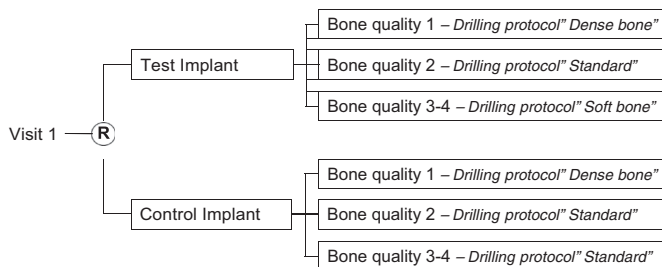 Bone quality 1 – Drilling protocol" Dense bone"
Test Implant
Bone quality 2 – Drilling protocol" Standard"
Bone quality 3-4 – Drilling protocol" Soft bone"
Visit 1
R
Bone quality 1 – Drilling protocol" Dense bone"
Control Implant
Bone quality 2 – Drilling protocol" Standard"
Bone quality 3-4 – Drilling protocol" Standard"